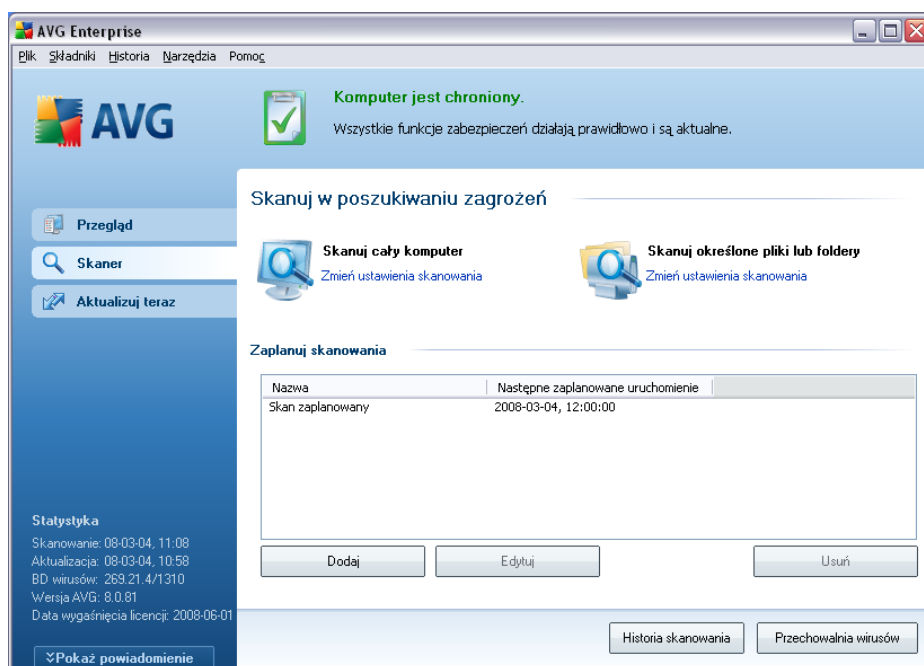 AVG Enterprise
Plik Składniki Historia Narzędzia Pomoc
AVG
Komputer jest chroniony.
Wszystkie funkcje zabezpieczeń działają prawidłowo i są aktualne.
Przegląd
Skaner
Aktualizuj teraz
Skanuj w poszukiwaniu zagrożeń
Skanuj cały komputer
Zmień ustawienia skanowania
Skanuj określone pliki lub foldery
Zmień ustawienia skanowania
Zaplanuj skanowania
Nazwa Następne zaplanowane uruchomienie
Skan zaplanowany 2008-03-04, 12:00:00
Dodaj Edytuj Usuń
Statystyka
Skanowanie: 08-03-04, 11:08
Aktualizacja: 08-03-04, 10:58
BD wirusów: 269.21.4/1310
Wersja AVG: 8.0.81
Data wygaśnięcia licencji: 2008-06-01
Pokaż powiadomienie
Historia skanowania Przechowalnia wirusów